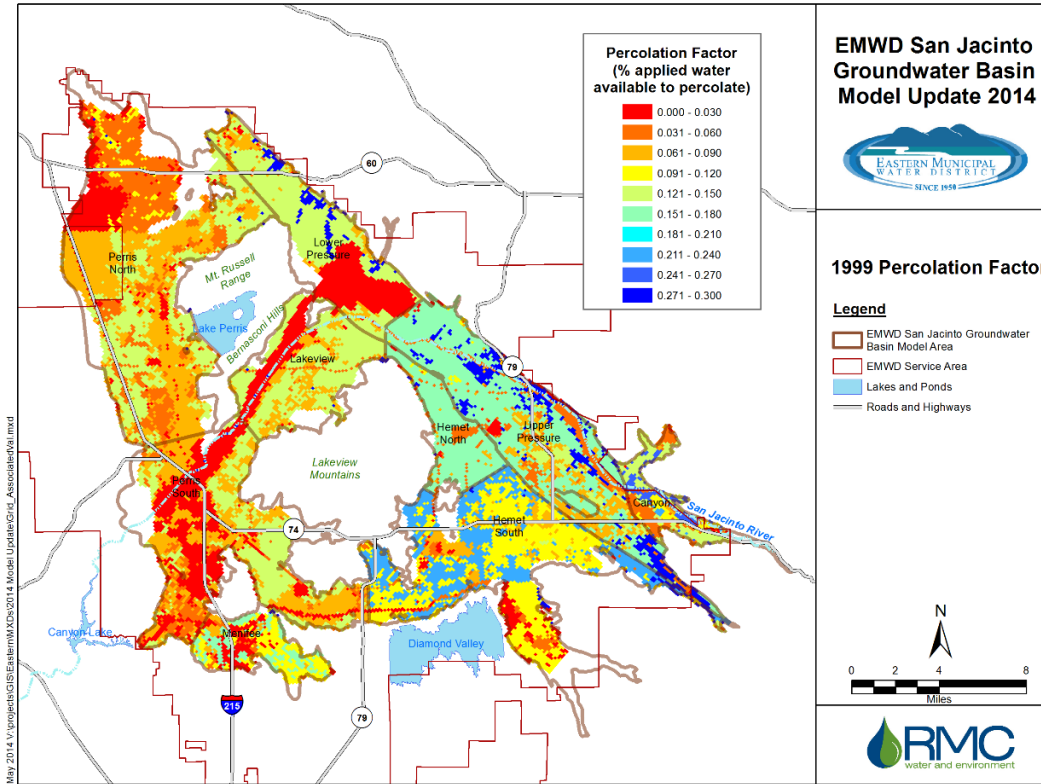 Percolation Factor
(% applied water
available to percolate)
0.000 - 0.030
0.031 - 0.060
0.061 - 0.090
0.091 - 0.120
0.121 - 0.150
0.151 - 0.180
0.181 - 0.210
0.211 - 0.240
0.241 - 0.270
0.271 - 0.300
60
Lower
Pressure
Perris
North
Mt. Russell
Range
Lake Perris
Bernasconi Hills
Lakeview
79
Hemet
North
Upper
Pressure
Lakeview
Mountains
Perris
South
Canyon
San Jacinto River
74
Hemet
South
Canyon Lake
Menifee
Diamond Valley
215
79
May 2014 V:\projects\GIS\Eastern\MXDs\2014 Model Update\Grid_AssociatedVal.mxd
EMWD San Jacinto
Groundwater Basin
Model Update 2014
EASTERN MUNICIPAL
WATER DISTRICT
SINCE 1950
1999 Percolation Factor
Legend
EMWD San Jacinto Groundwater
Basin Model Area
EMWD Service Area
Lakes and Ponds
Roads and Highways
N
0 2 4 8
Miles
RMC
water and environment